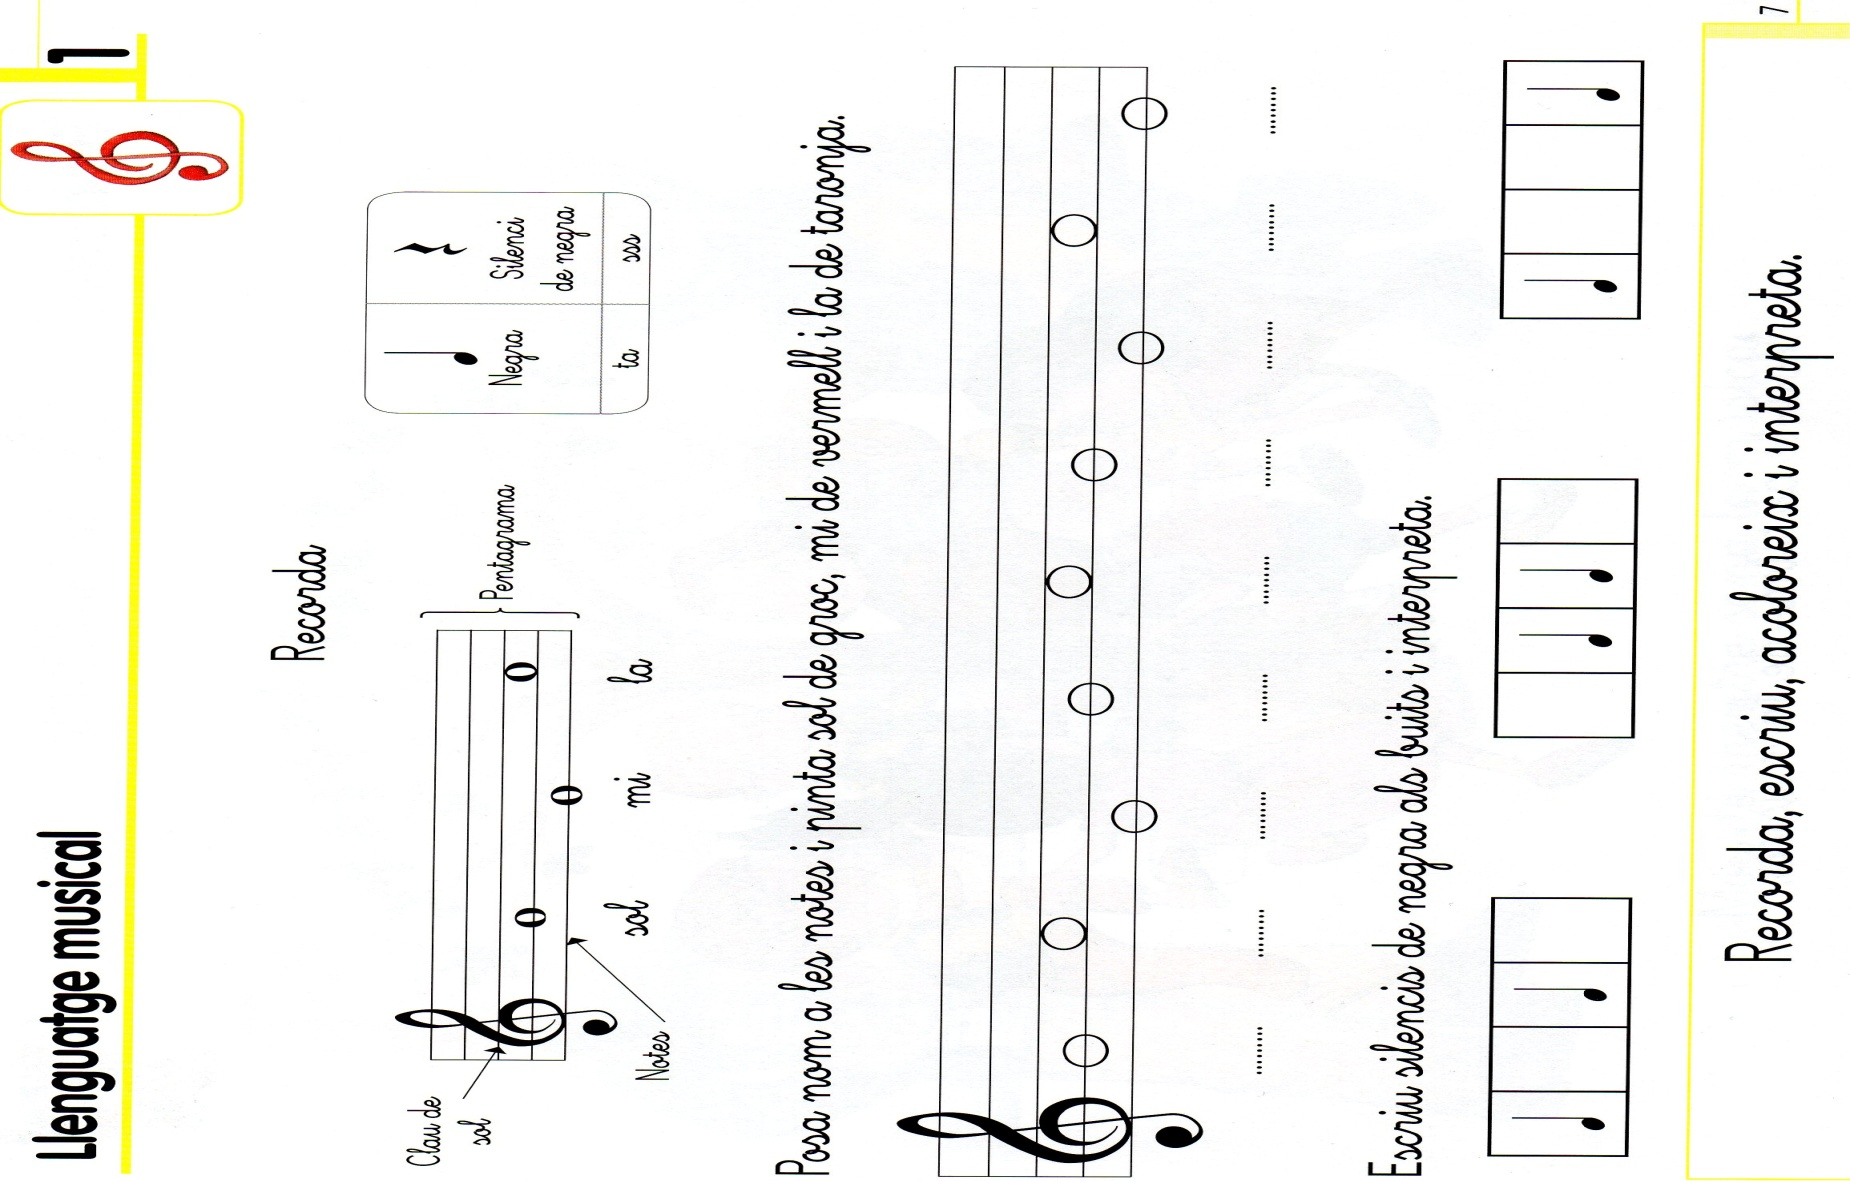 Llenguatge musical
1
Recorda
Clau de
sol
Pentagrama
Notes
sol mi la
Negra
Silenci
de negra
ta sss
Posa nom a les notes i pinta sol de groc, mi de vermell i la de taronja.
Escriu silencis de negra als buits i interpreta.
Recorda, escriu, acoloreix i interpreta.
7